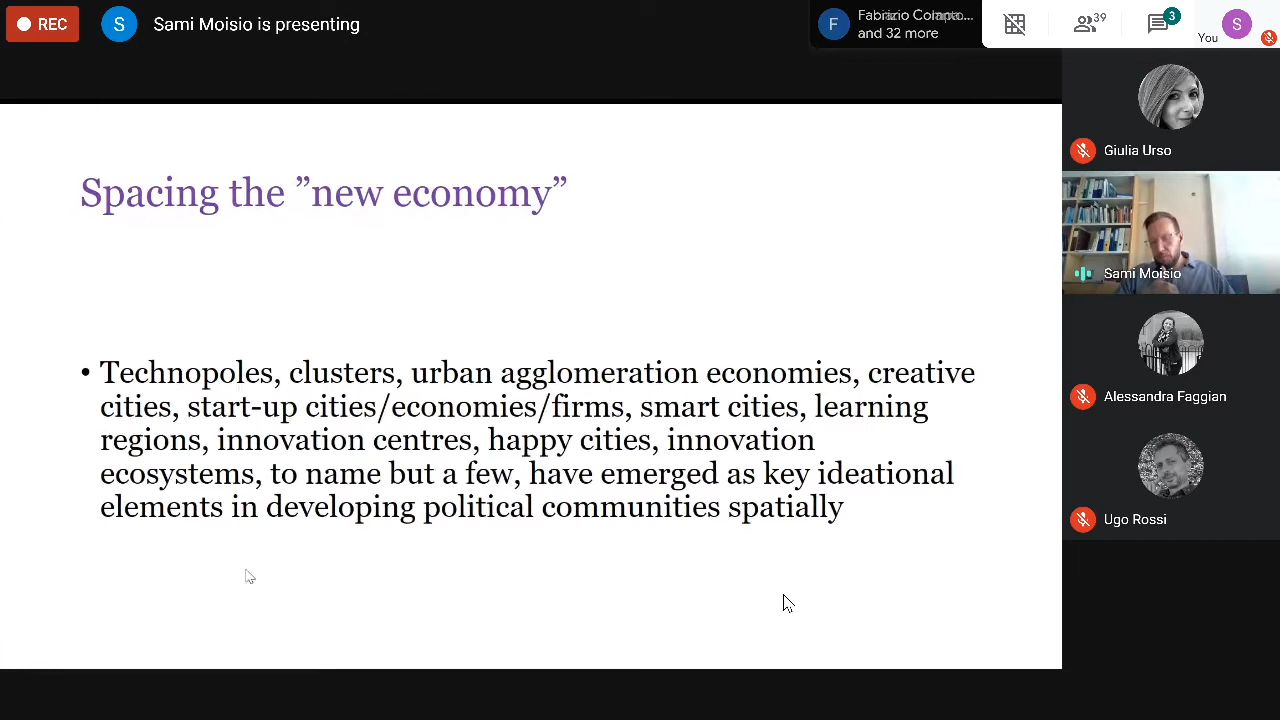 REC
S
Sami Moisio is presenting
F
and 32 more
39
3
You
S
Giulia Urso
Spacing the ”new economy”
Sami Moisio
• Technopoles, clusters, urban agglomeration economies, creative
cities, start-up cities/economies/firms, smart cities, learning
regions, innovation centres, happy cities, innovation
ecosystems, to name but a few, have emerged as key ideational
elements in developing political communities spatially
Alessandra Faggian
Ugo Rossi